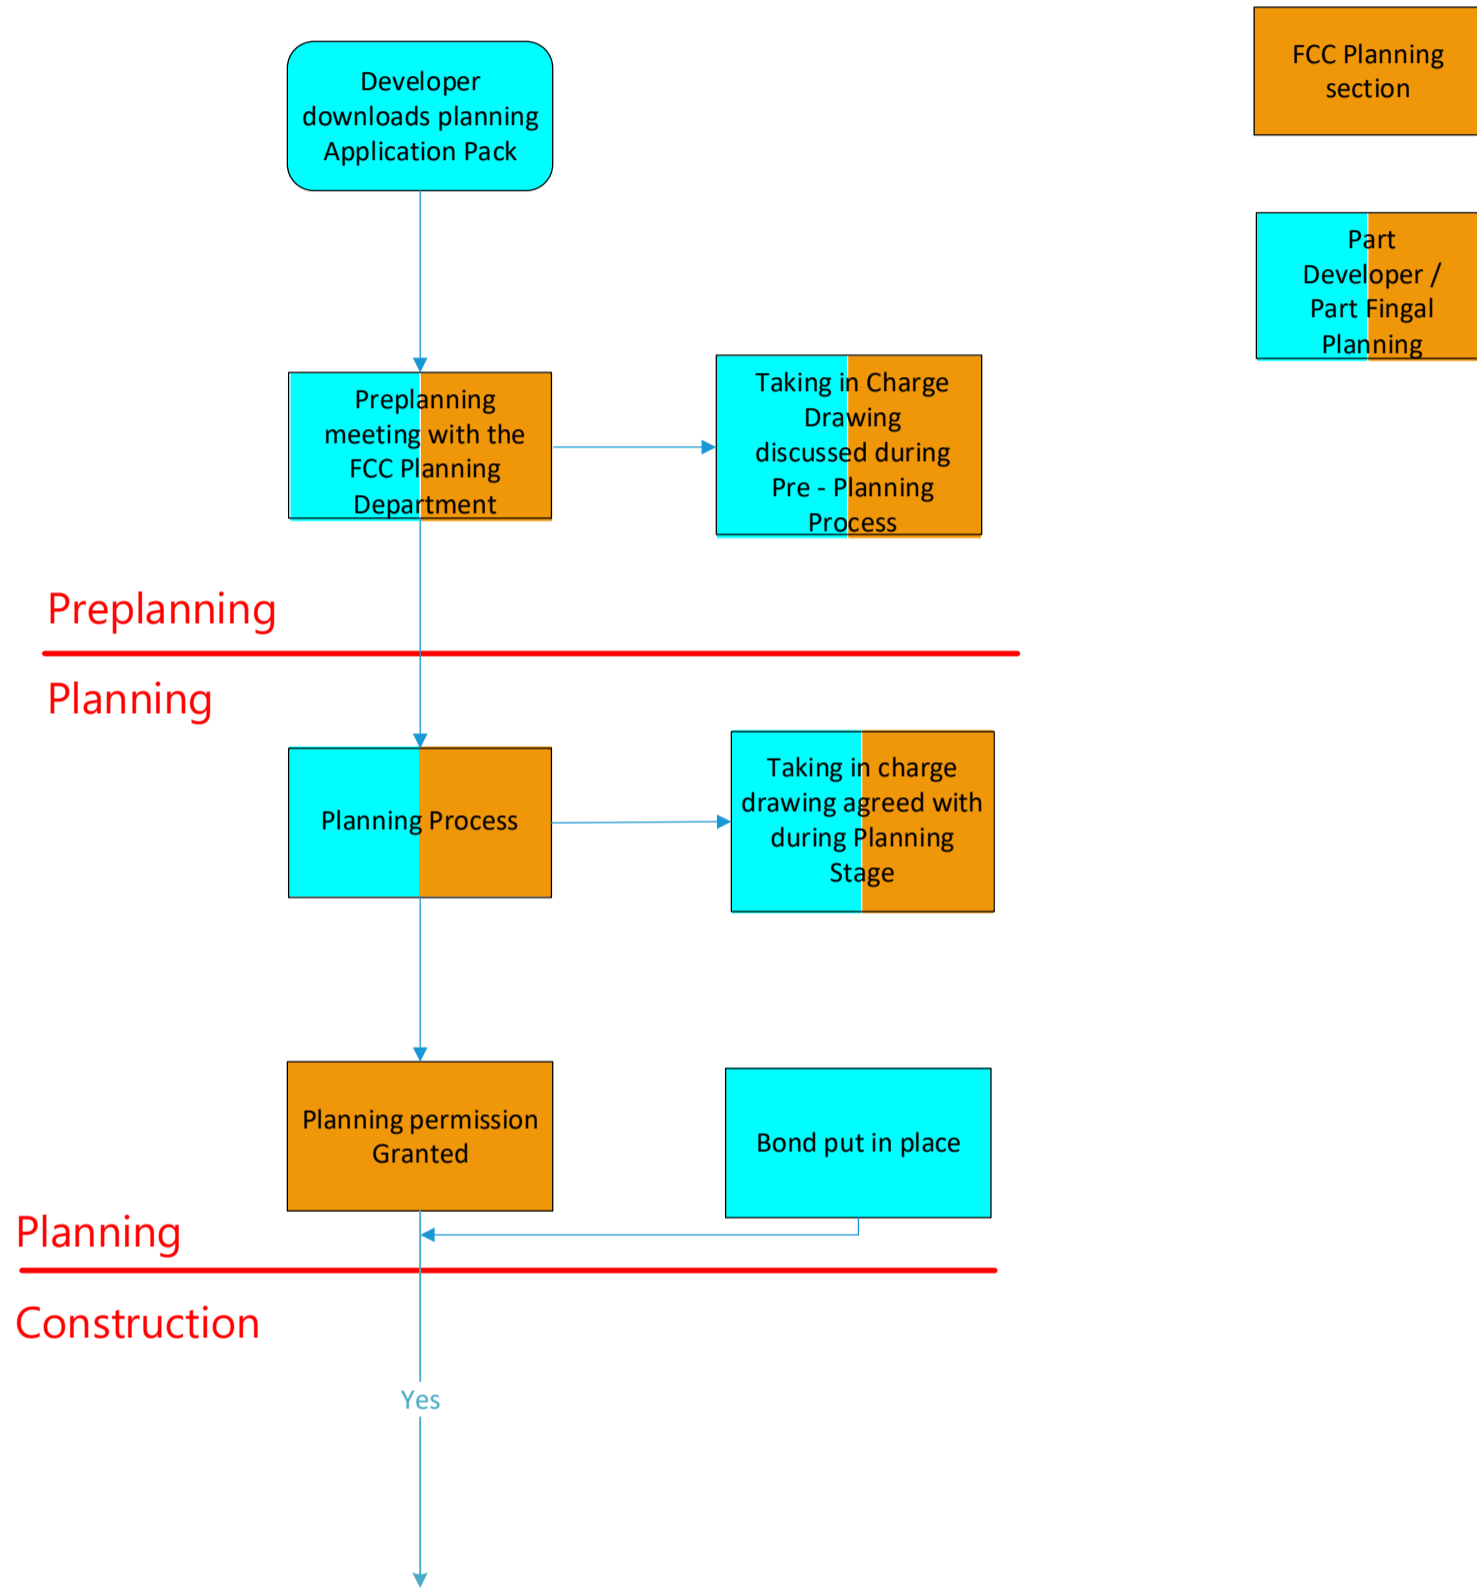 Developer
downloads planning
Application Pack
FCC Planning
section
Part
Developer /
Part Fingal
Planning
Preplanning
meeting with the
FCC Planning
Department
Taking in Charge
Drawing
discussed during
Pre - Planning
Process
Preplanning
Planning
Planning Process
Taking in charge
drawing agreed with
during Planning
Stage
Planning permission
Granted
Bond put in place
Planning
Construction
Yes